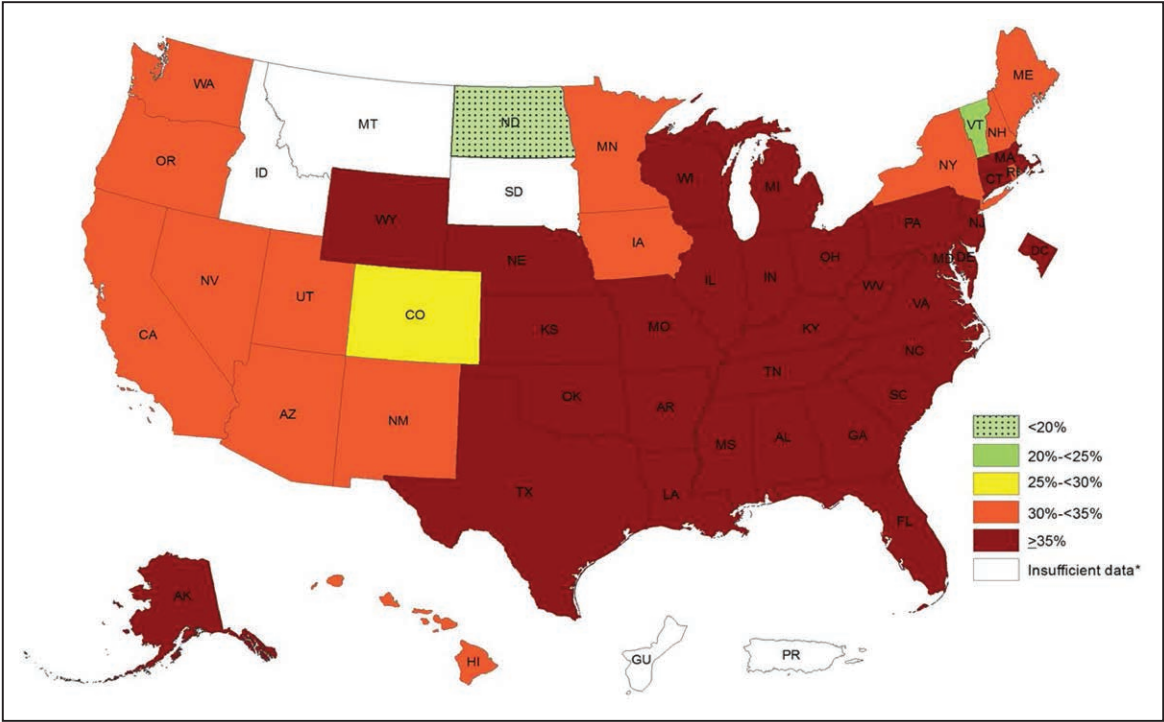 WA
ME
MT
ND
VT
MN
NH
OR
NY
MA
ID
WI
RI
SD
MI
CT
WY
PA
NJ
IA
DC
OH
MD
DE
NE
IN
IL
NV
WV
UT
VA
CO
MO
KY
KS
CA
NC
TN
OK
SC
AR
AZ
NM
GA
AL
MS
<20%
20%-<25%
25%-<30%
TX
LA
30%-<35%
FL
≥35%
Insufficient data*
AK
PR
GU
HI